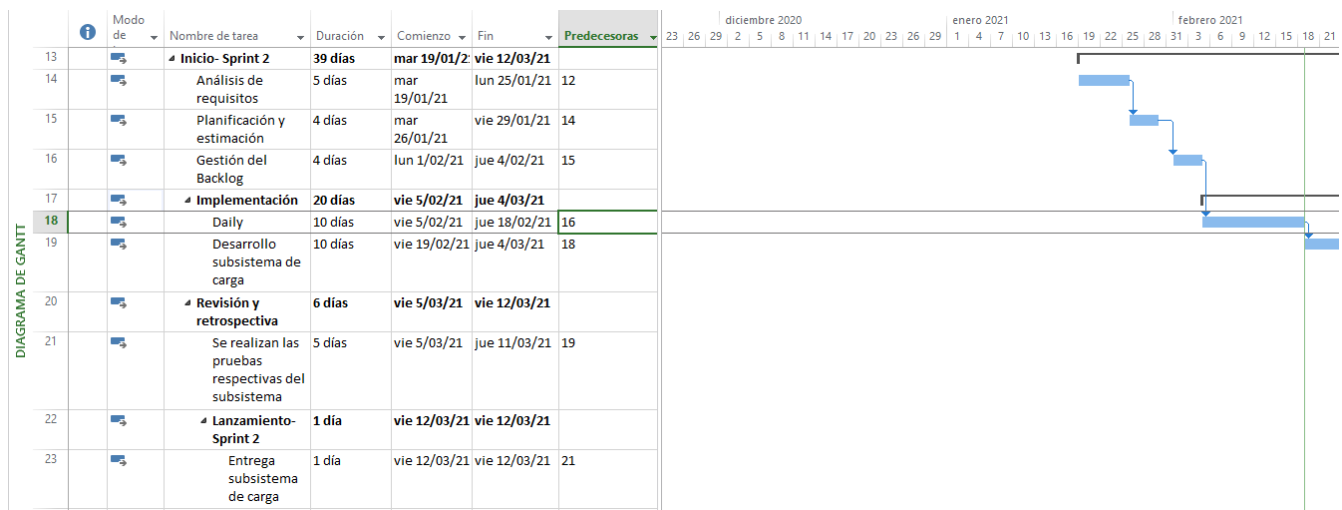 diciembre 2020 enero 2021 febrero 2021
Modo de Nombre de tarea Duración Comienzo Fin Predecesoras 23 26 29 2 5 8 11 14 17 20 23 26 29 1 4 7 10 13 16 19 22 25 28 31 3 6 9 12 15 18 21
DIAGRAMA DE GANTT
13 Inicio- Sprint 2 39 días mar 19/01/2 vie 12/03/21
14 Análisis de 5 días mar lun 25/01/21 12
requisitos 19/01/21
15 Planificación y 4 días mar vie 29/01/21 14
estimación 26/01/21
16 Gestión del 4 días lun 1/02/21 jue 4/02/21 15
Backlog
17 Implementación 20 días vie 5/02/21 jue 4/03/21
18 Daily 10 días vie 5/02/21 jue 18/02/21 16
19 Desarrollo 10 días vie 19/02/21 jue 4/03/21 18
subsistema de
carga
20 Revisión y 6 días vie 5/03/21 vie 12/03/21
retrospectiva
21 Se realizan las 5 días vie 5/03/21 jue 11/03/21 19
pruebas
respectivas del
subsistema
22 Lanzamiento- 1 día vie 12/03/21 vie 12/03/21
Sprint 2
23 Entrega 1 día vie 12/03/21 vie 12/03/21 21
subsistema
de carga